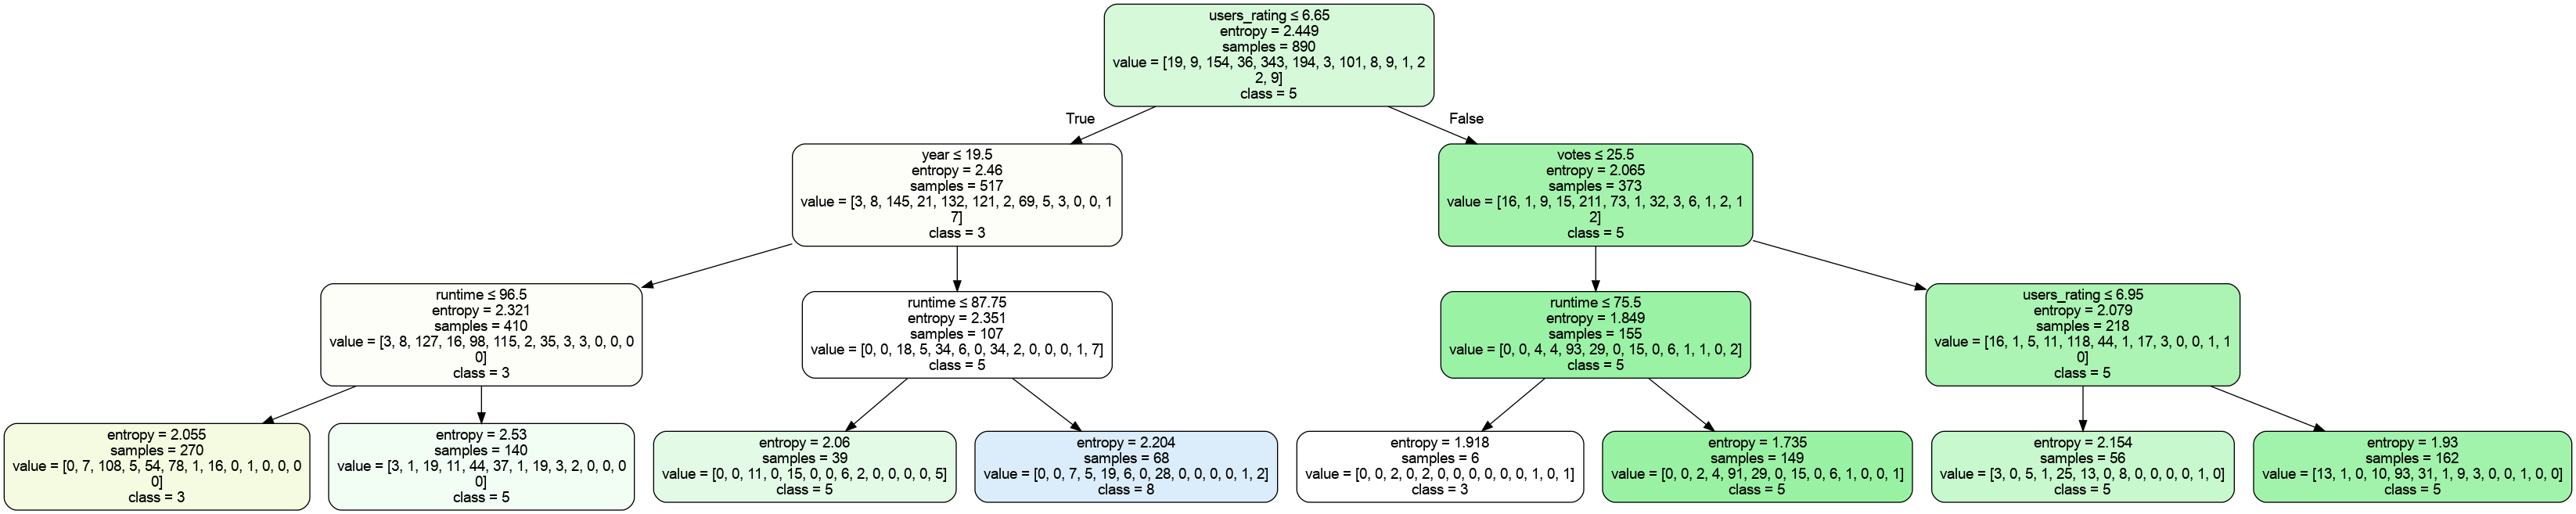 users_rating ≤ 6.65
entropy = 2.449
samples = 890
value = [19, 9, 154, 36, 343, 194, 3, 101, 8, 9, 1, 2
2, 9]
class = 5
True
False
year ≤ 19.5
entropy = 2.46
samples = 517
value = [3, 8, 145, 21, 132, 121, 2, 69, 5, 3, 0, 0, 1
7]
class = 3
votes ≤ 25.5
entropy = 2.065
samples = 373
value = [16, 1, 9, 15, 211, 73, 1, 32, 3, 6, 1, 2, 1
2]
class = 5
runtime ≤ 96.5
entropy = 2.321
samples = 410
value = [3, 8, 127, 16, 98, 115, 2, 35, 3, 3, 0, 0, 0
0]
class = 3
runtime ≤ 87.75
entropy = 2.351
samples = 107
value = [0, 0, 18, 5, 34, 6, 0, 34, 2, 0, 0, 0, 1, 7]
class = 5
runtime ≤ 75.5
entropy = 1.849
samples = 155
value = [0, 0, 4, 4, 93, 29, 0, 15, 0, 6, 1, 1, 0, 2]
class = 5
users_rating ≤ 6.95
entropy = 2.079
samples = 218
value = [16, 1, 5, 11, 118, 44, 1, 17, 3, 0, 0, 1, 1
0]
class = 5
entropy = 2.055
samples = 270
value = [0, 7, 108, 5, 54, 78, 1, 16, 0, 1, 0, 0, 0
0]
class = 3
entropy = 2.53
samples = 140
value = [3, 1, 19, 11, 44, 37, 1, 19, 3, 2, 0, 0, 0
0]
class = 5
entropy = 2.06
samples = 39
value = [0, 0, 11, 0, 15, 0, 0, 6, 2, 0, 0, 0, 0, 5]
class = 5
entropy = 2.204
samples = 68
value = [0, 0, 7, 5, 19, 6, 0, 28, 0, 0, 0, 0, 1, 2]
class = 8
entropy = 1.918
samples = 6
value = [0, 0, 2, 0, 2, 0, 0, 0, 0, 0, 0, 1, 0, 1]
class = 3
entropy = 1.735
samples = 149
value = [0, 0, 2, 4, 91, 29, 0, 15, 0, 6, 1, 0, 0, 1]
class = 5
entropy = 2.154
samples = 56
value = [3, 0, 5, 1, 25, 13, 0, 8, 0, 0, 0, 0, 1, 0]
class = 5
entropy = 1.93
samples = 162
value = [13, 1, 0, 10, 93, 31, 1, 9, 3, 0, 0, 1, 0, 0]
class = 5